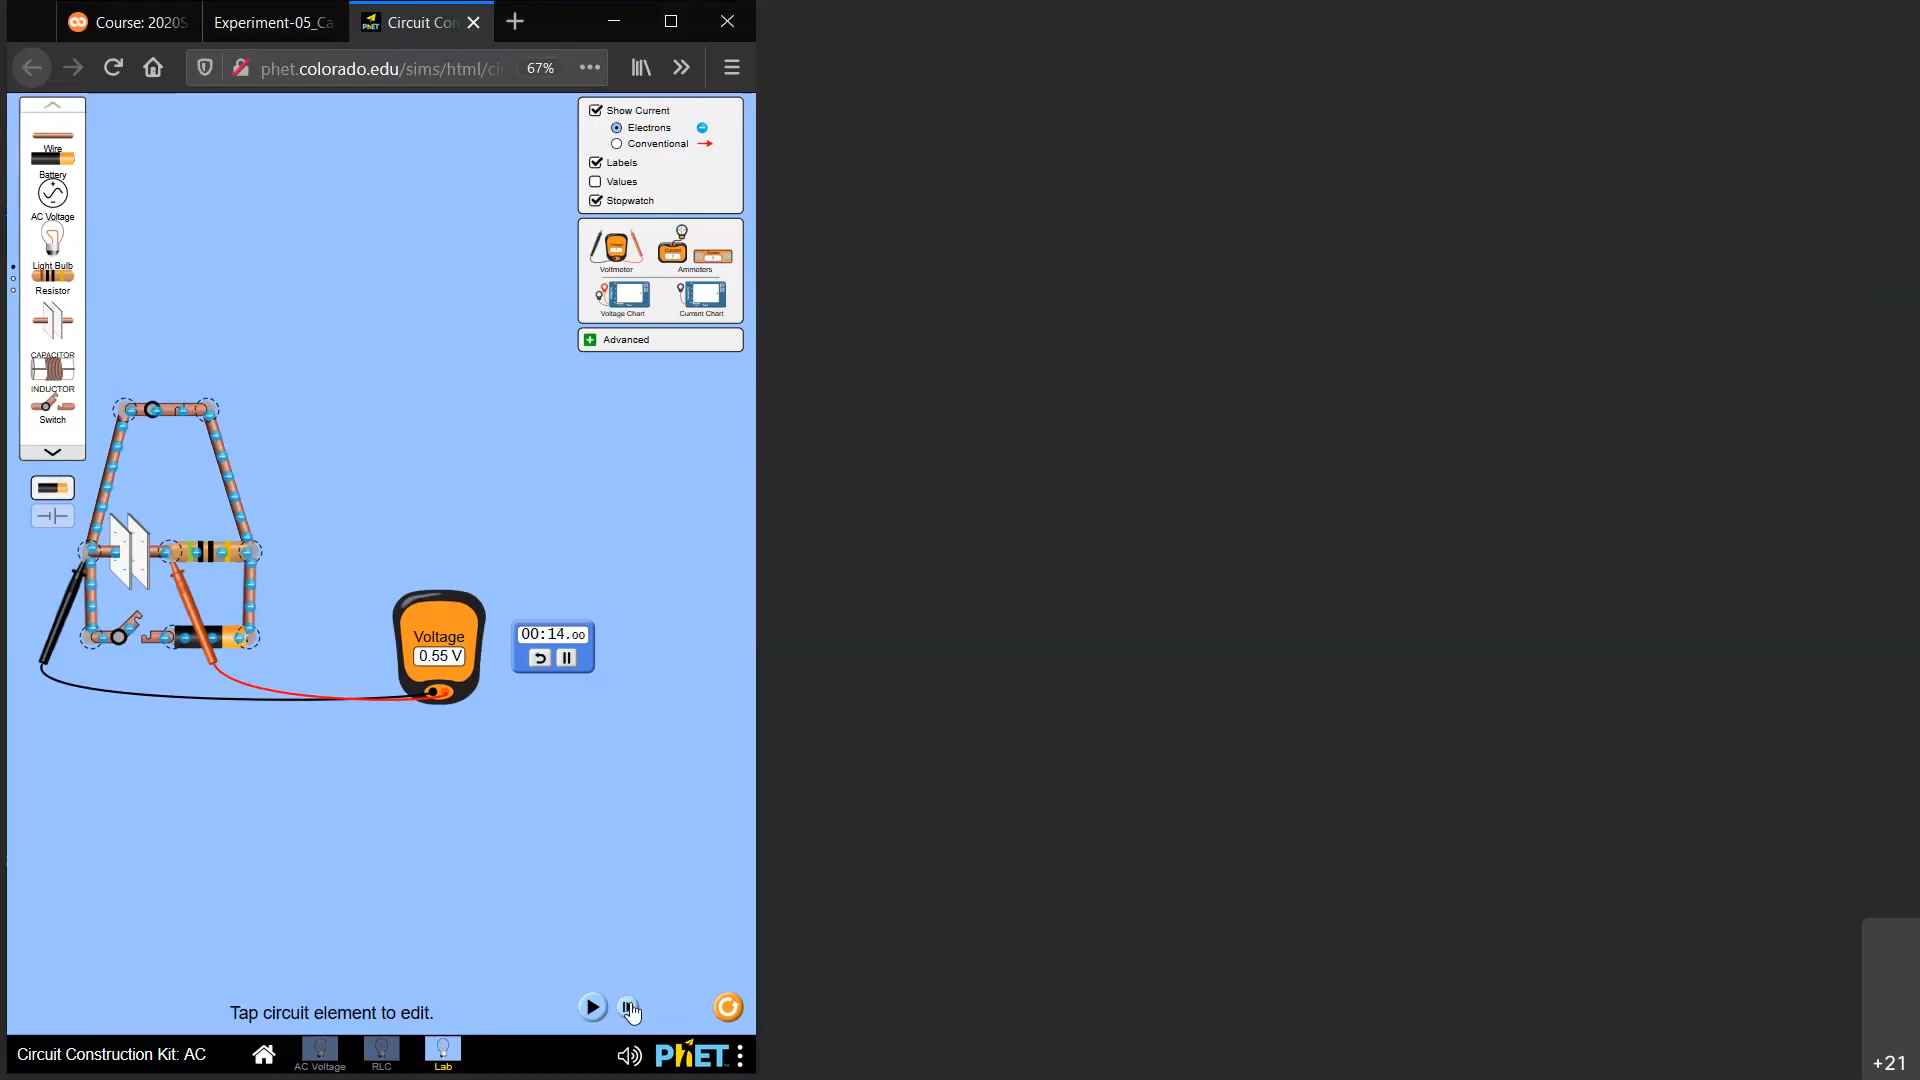 Course: 2020S
Experiment-05_Ca
PhET
Circuit Con
phet.colorado.edu/sims/html/ci
67%
Wire
Battery
AC Voltage
Light Bulb
Resistor
CAPACITOR
INDUCTOR
Switch
Show Current
Electrons
Conventional
Labels
Values
Stopwatch
Voltmeter
Ammeters
Voltage Chart
Current Chart
Advanced
Voltage
0.55 V
00:14.00
Tap circuit element to edit.
Circuit Construction Kit: AC
AC Voltage
RLC
Lab
PhET
+21